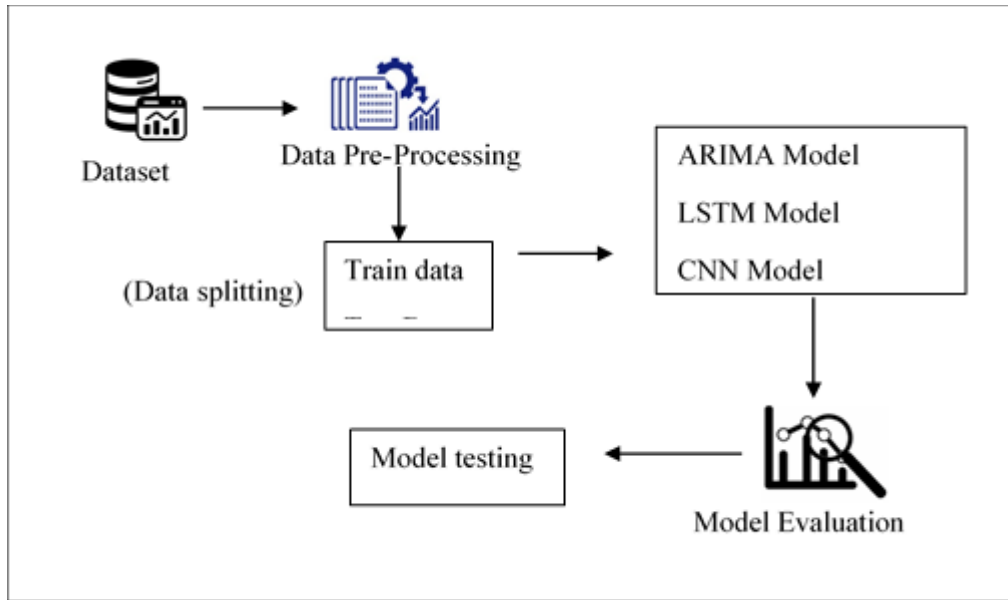 Dataset
Data Pre-Processing
(Data splitting)
Train data
ARIMA Model
LSTM Model
CNN Model
Model Evaluation
Model testing